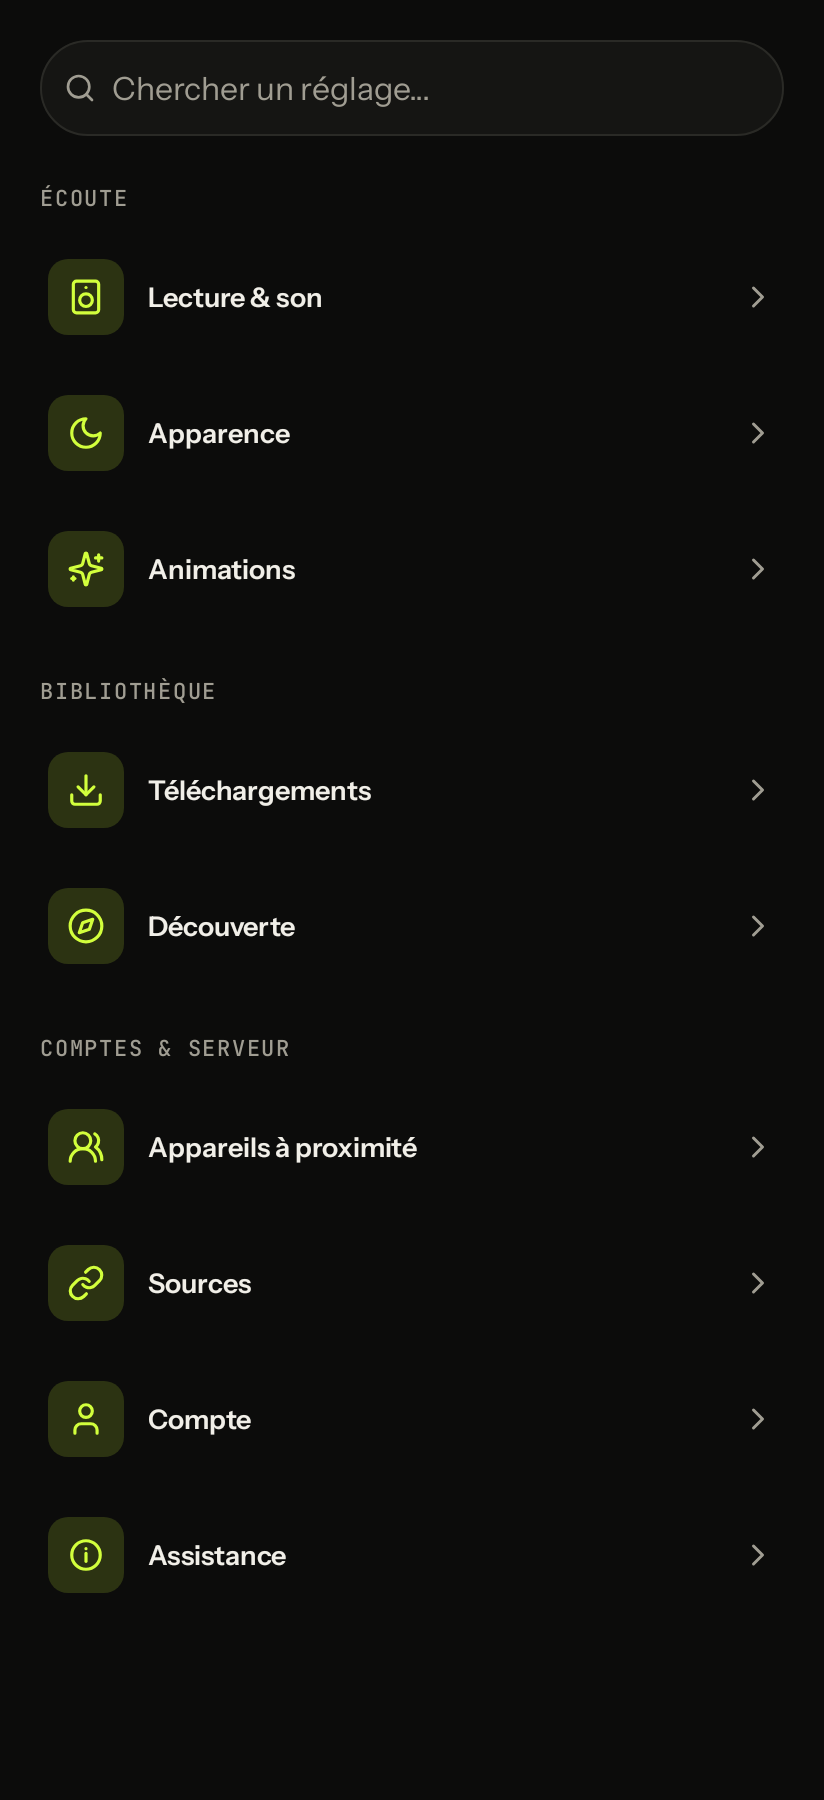 Chercher un réglage...
ÉCOUTE
Lecture & son
Apparence
Animations
BIBLIOTHÈQUE
Téléchargements
Découverte
COMPTES & SERVEUR
Appareils à proximité
Sources
Compte
Assistance